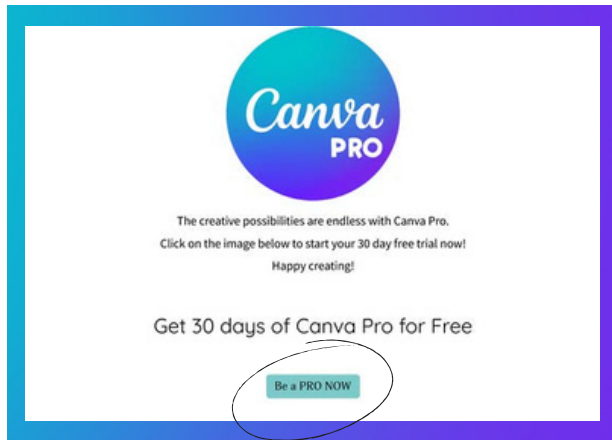 Canva
PRO
The creative possibilities are endless with Canva Pro.
Click on the image below to start your 30 day free trial now!
Happy creating!
Get 30 days of Canva Pro for Free
Be a PRO NOW